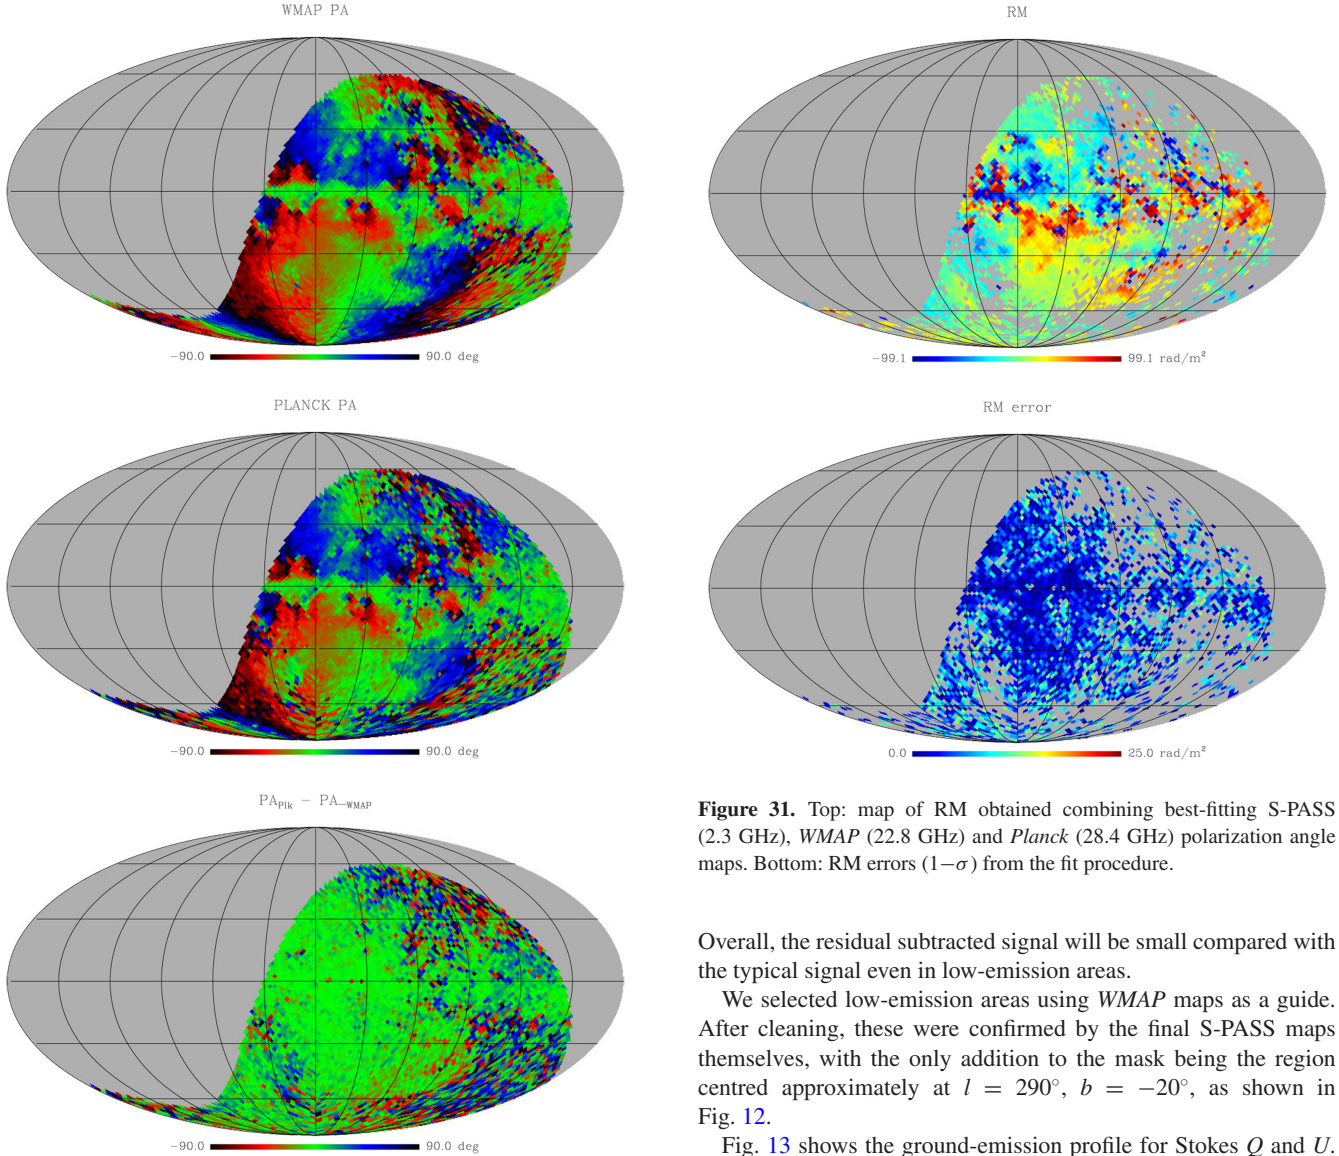 WMAP PA
−90.0 90.0 deg
PLANCK PA
−90.0 90.0 deg
PA_Plk − PA_−WMAP
−90.0 90.0 deg
RM
−99.1 99.1 rad/m²
RM error
0.0 25.0 rad/m²
Figure 31. Top: map of RM obtained combining best-fitting S-PASS
(2.3 GHz), WMAP (22.8 GHz) and Planck (28.4 GHz) polarization angle
maps. Bottom: RM errors (1−σ) from the fit procedure.
Overall, the residual subtracted signal will be small compared with
the typical signal even in low-emission areas.
We selected low-emission areas using WMAP maps as a guide.
After cleaning, these were confirmed by the final S-PASS maps
themselves, with the only addition to the mask being the region
centred approximately at l = 290°, b = −20°, as shown in
Fig. 12.
Fig. 13 shows the ground-emission profile for Stokes Q and U.